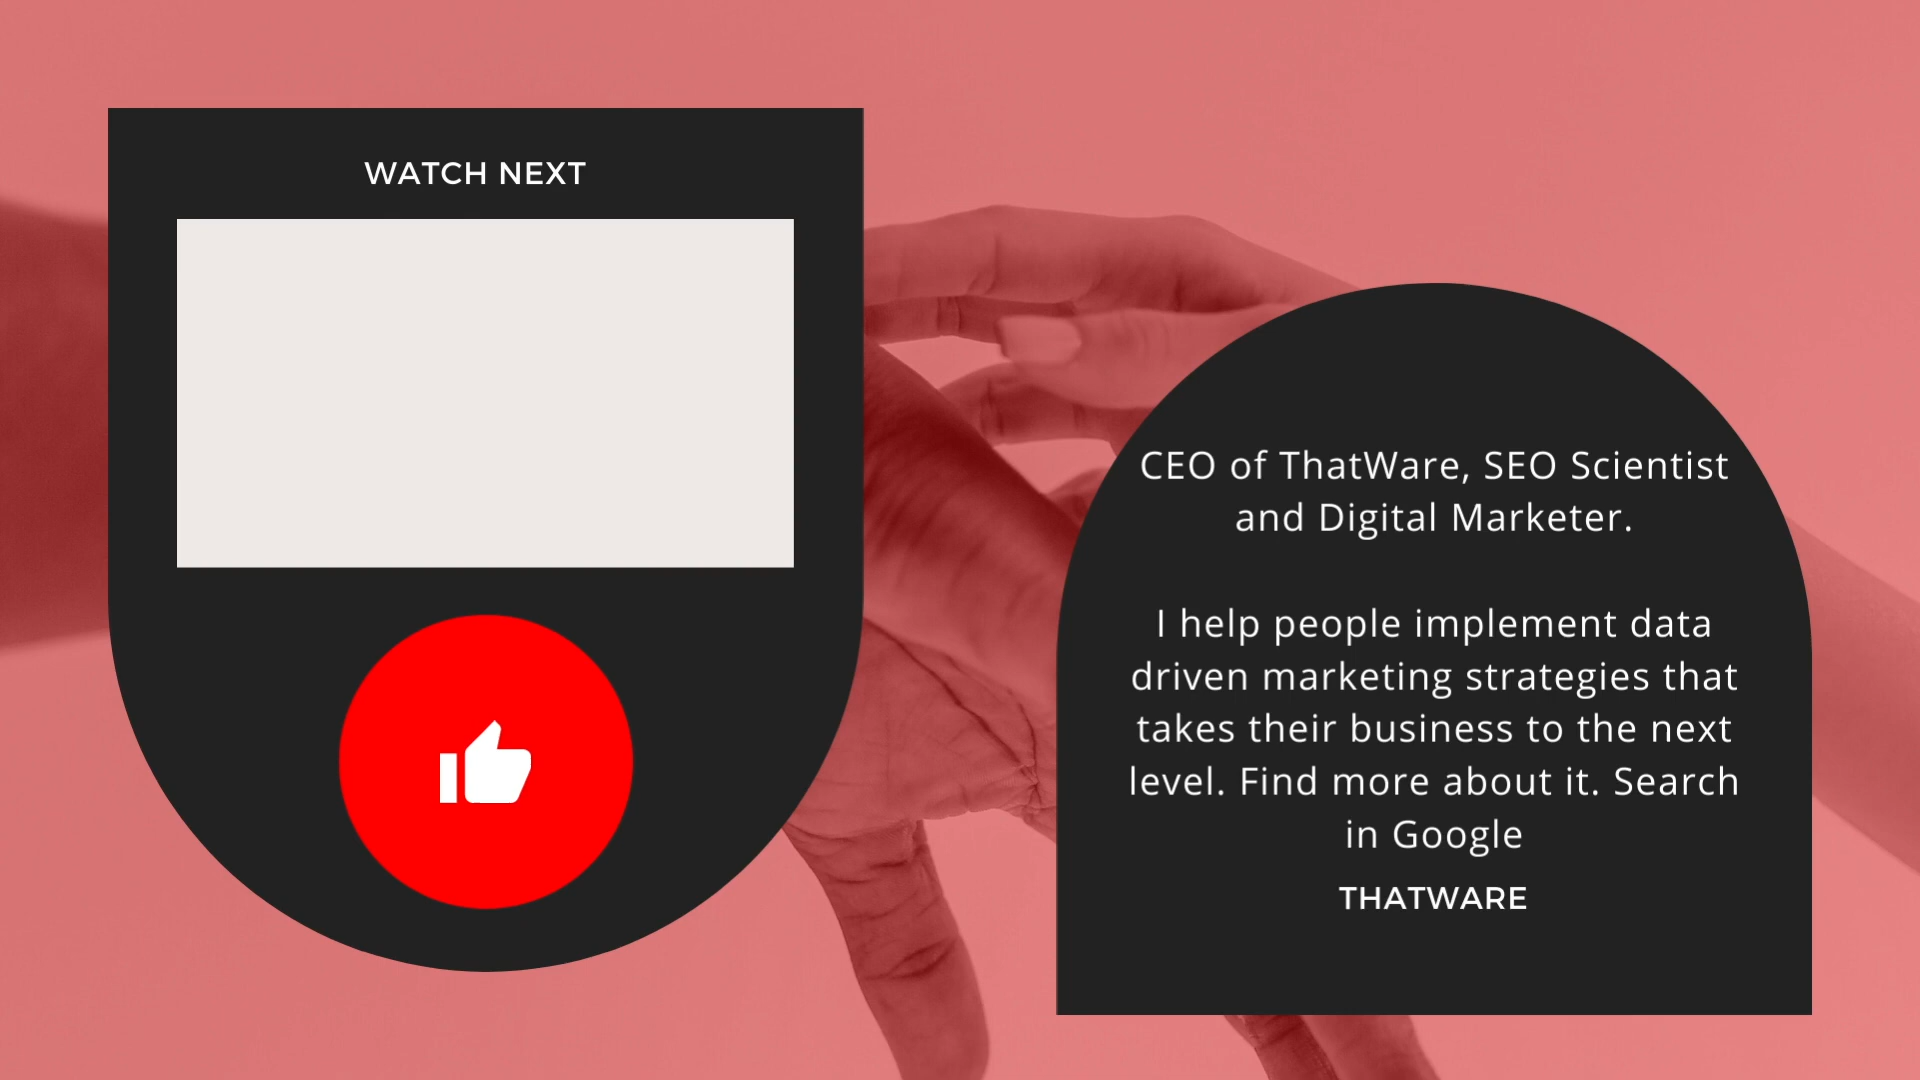 WATCH NEXT
CEO of ThatWare, SEO Scientist
and Digital Marketer.
I help people implement data
driven marketing strategies that
takes their business to the next
level. Find more about it. Search
in Google
THATWARE